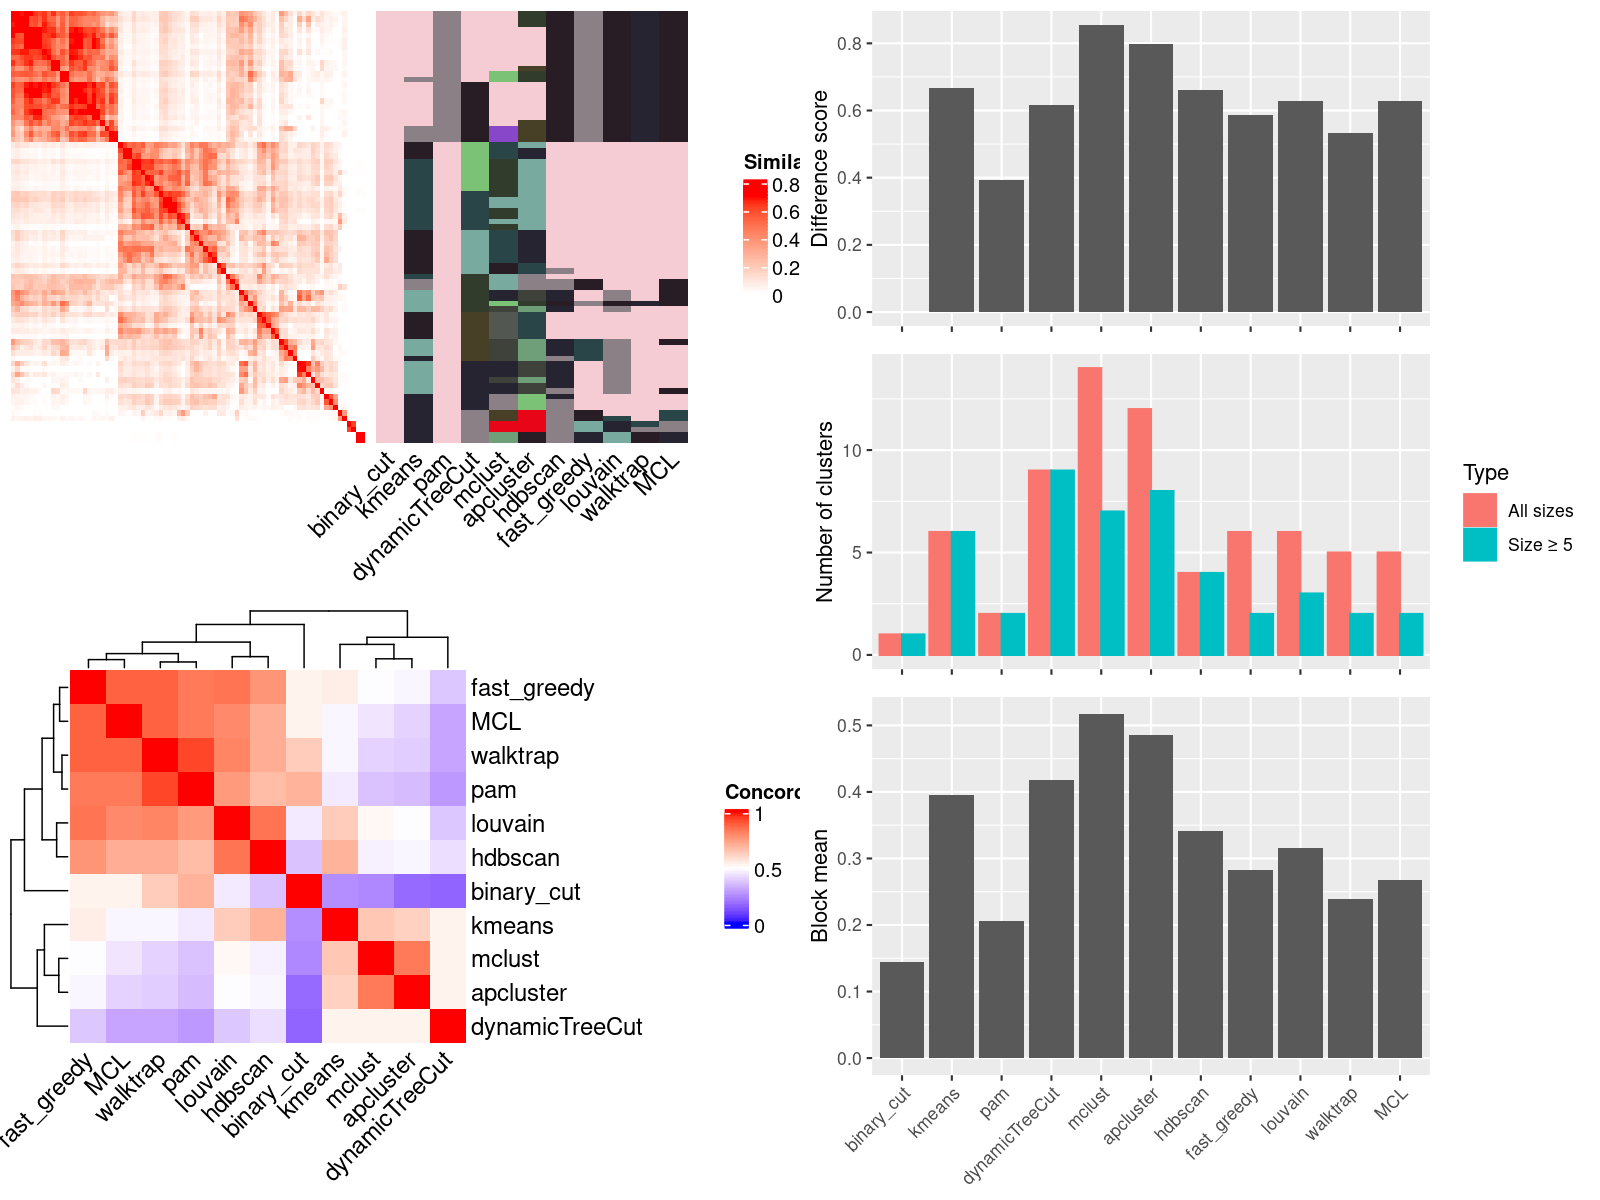 Simila
0.8
0.6
0.4
0.2
0
binary_cut
kmeans
pam
dynamicTreeCut
mclust
apcluster
hdbscan
fast_greedy
louvain
walktrap
MCL
Difference score
0.8
0.6
0.4
0.2
0.0
Number of clusters
10
5
0
Type
All sizes
Size ≥ 5
fast_greedy
MCL
walktrap
pam
louvain
hdbscan
binary_cut
kmeans
mclust
apcluster
dynamicTreeCut
fast_greedy
MCL
walktrap
pam
louvain
hdbscan
binary_cut
kmeans
mclust
apcluster
dynamicTreeCut
Concord
1
0.5
0
Block mean
0.5
0.4
0.3
0.2
0.1
0.0
binary_cut
kmeans
pam
dynamicTreeCut
mclust
apcluster
hdbscan
fast_greedy
louvain
walktrap
MCL